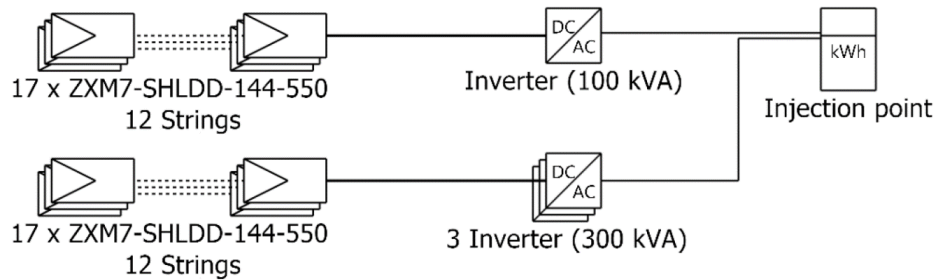 DC
AC
kWh
17 x ZXM7-SHLDD-144-550
12 Strings
Inverter (100 kVA)
Injection point
DC
AC
17 x ZXM7-SHLDD-144-550
12 Strings
3 Inverter (300 kVA)